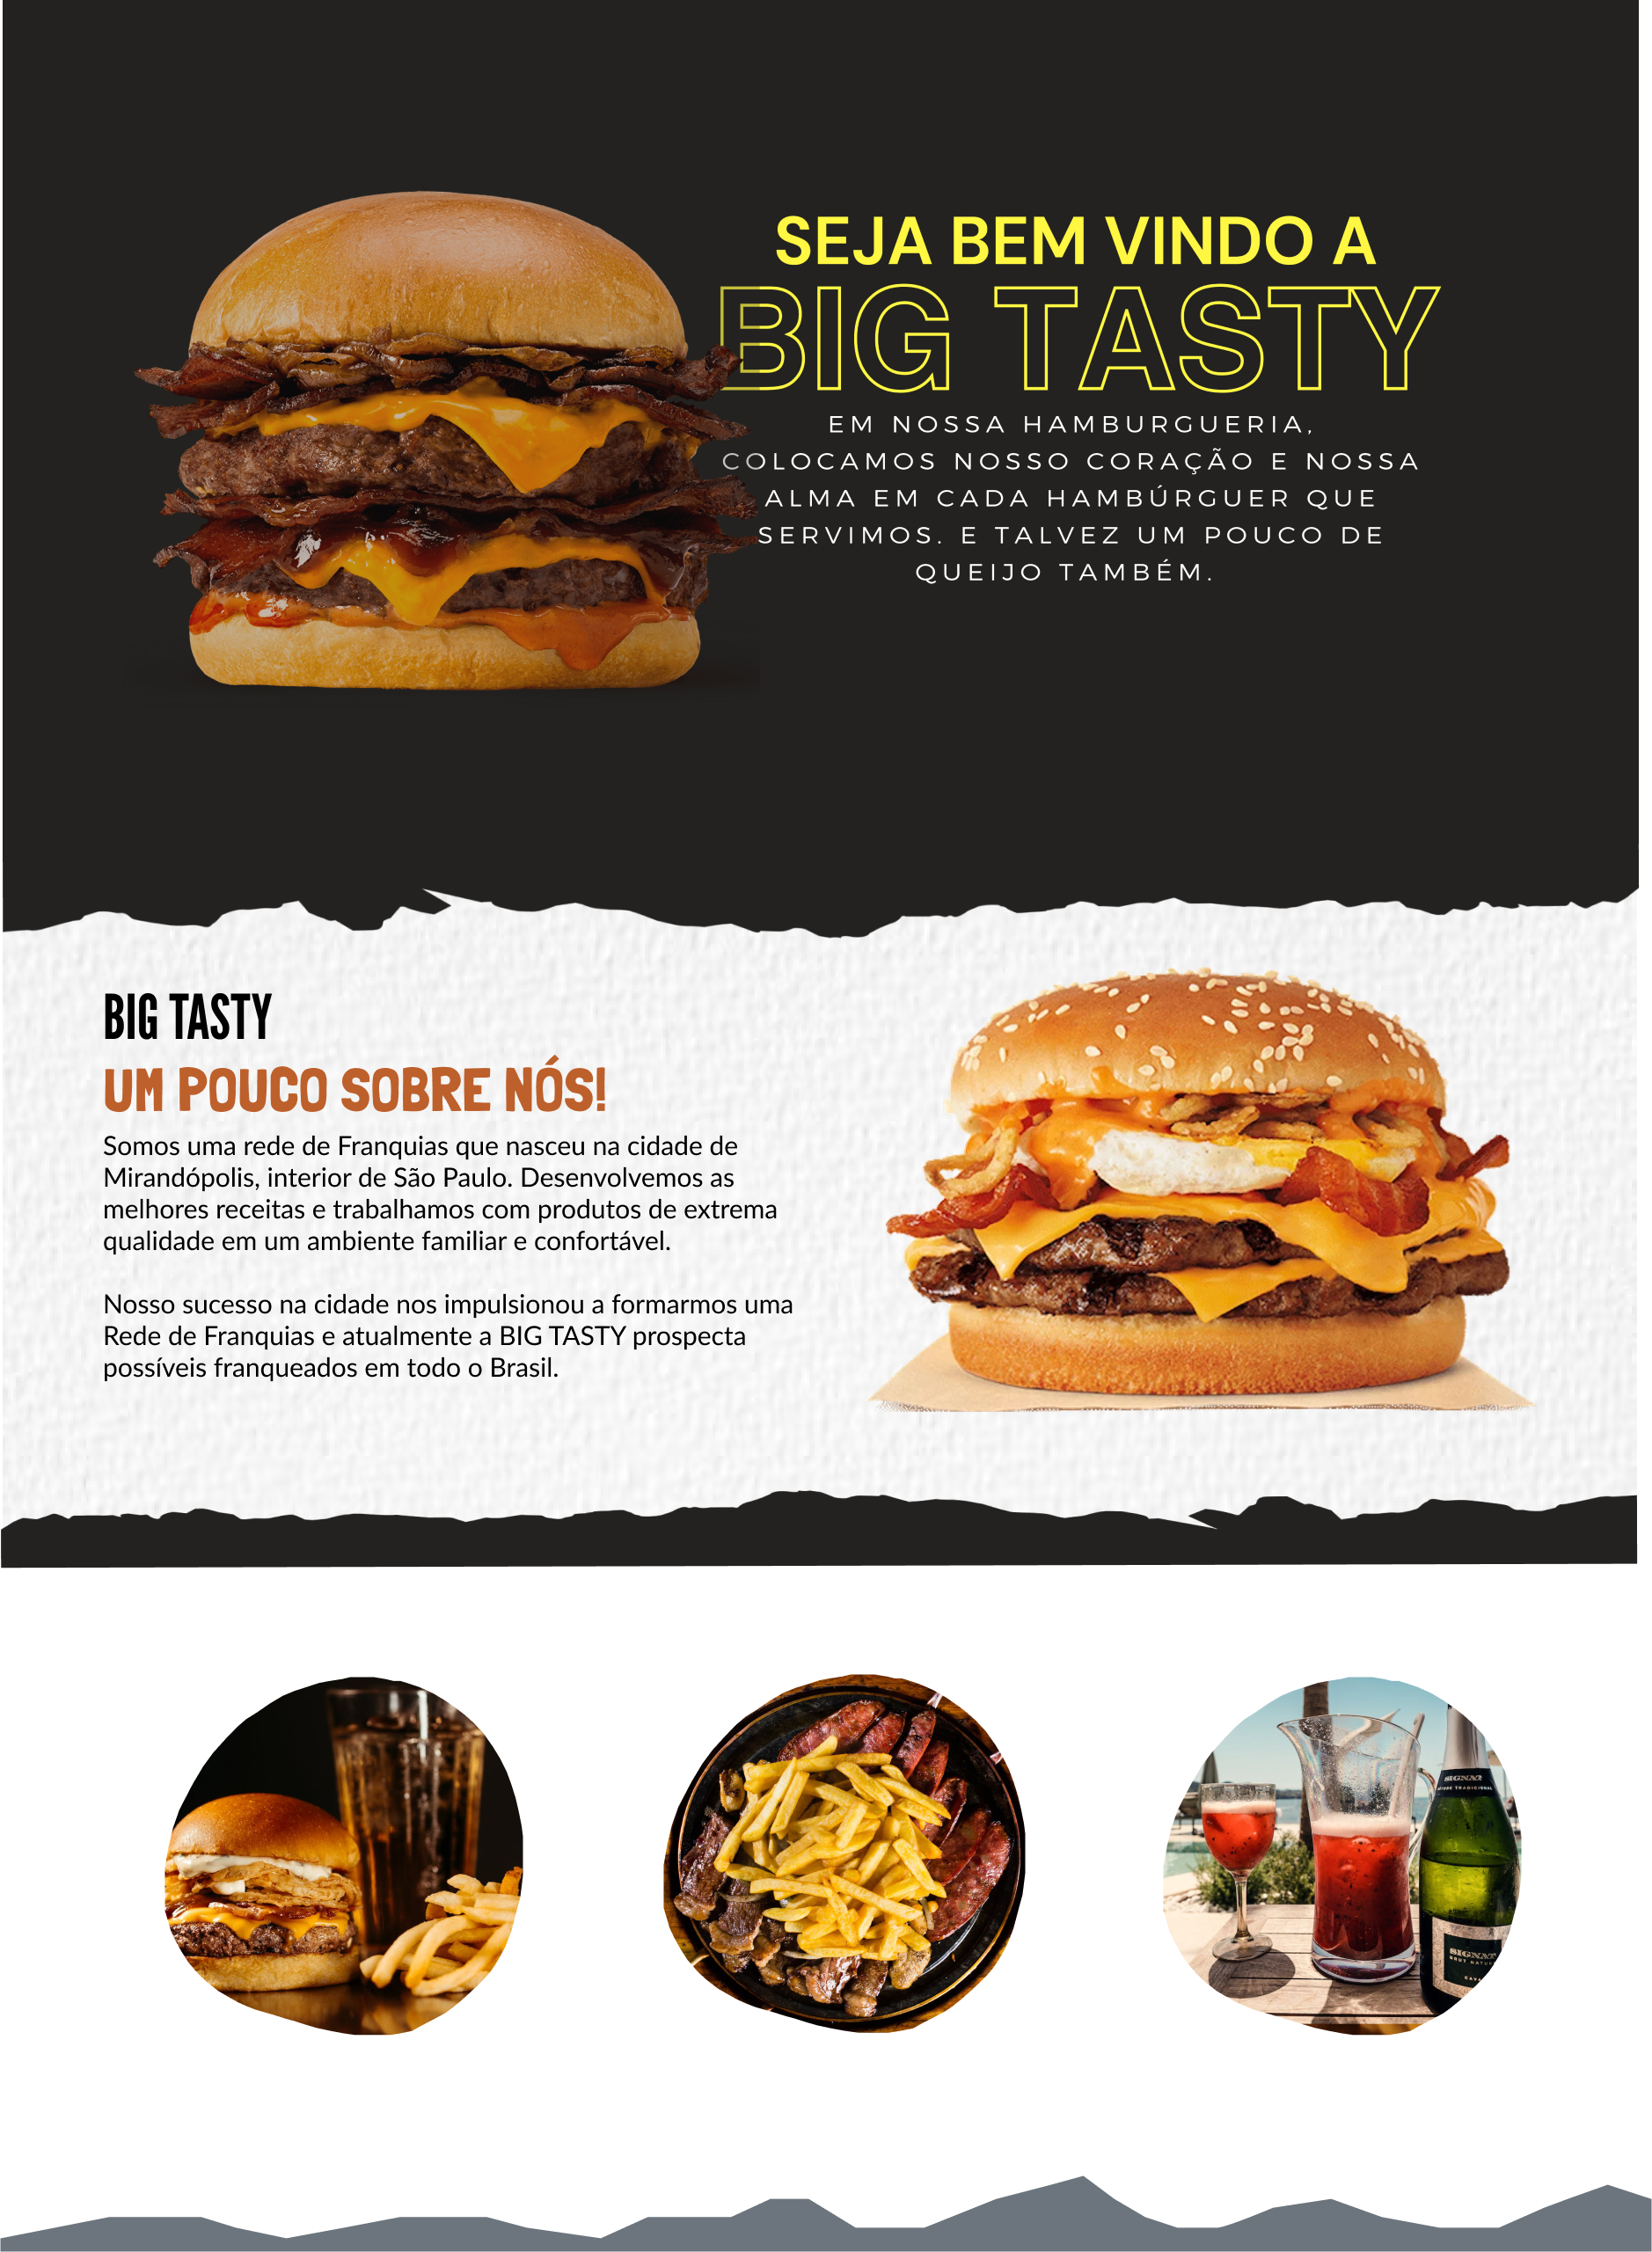 SEJA BEM VINDO A
BIG TASTY
EM NOSSA HAMBURGUERIA,
COLOCAMOS NOSSO CORAÇÃO E NOSSA
ALMA EM CADA HAMBÚRGUER QUE
SERVIMOS. E TALVEZ UM POUCO DE
QUEIJO TAMBÉM.
BIG TASTY
UM POUCO SOBRE NÓS!
Somos uma rede de Franquias que nasceu na cidade de
Mirandópolis, interior de São Paulo. Desenvolvemos as
melhores receitas e trabalhamos com produtos de extrema
qualidade em um ambiente familiar e confortável.
Nosso sucesso na cidade nos impulsionou a formarmos uma
Rede de Franquias e atualmente a BIG TASTY prospecta
possíveis franqueados em todo o Brasil.
SIGNAT
SIGNAT
BRUT NATU